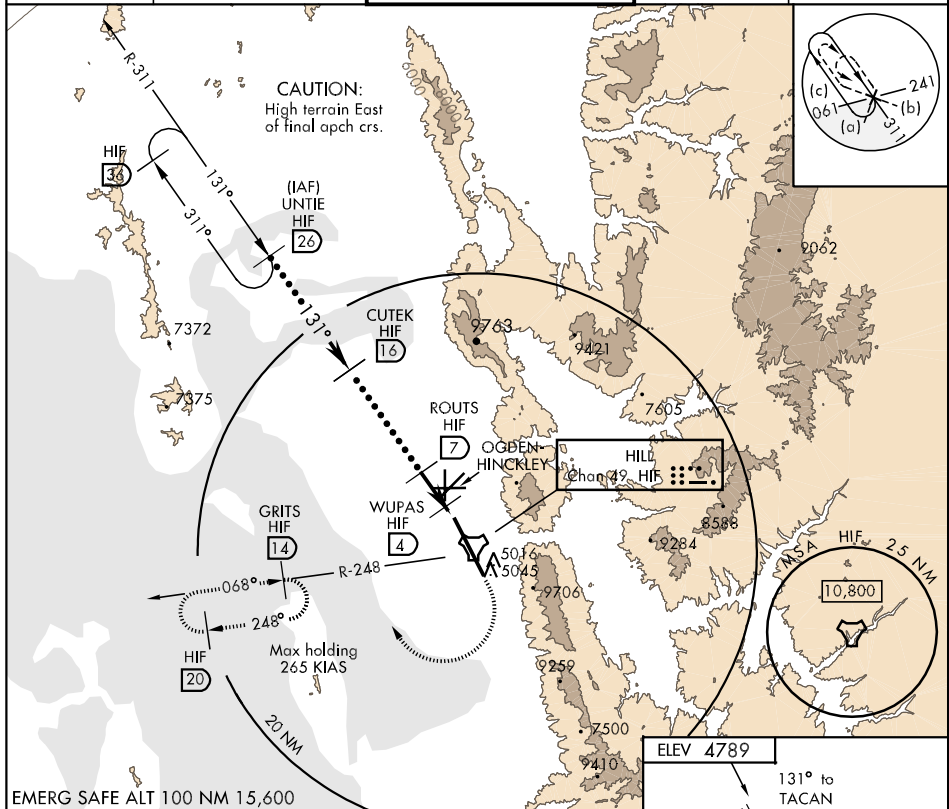 R-311
CAUTION:
High terrain East
of final apch crs.
6000
8000
HIF
36
131°
311°
(IAF)
UNTIE
HIF
26
131°
CUTEK
HIF
16
(c)
061
(a)
(b)
241
311
9062
7372
7375
9763
9421
7605
ROUTS
HIF
7
OGDEN-
HINCKLEY
HILL
Chan 49 HIF
8588
9284
WUPAS
HIF
4
GRITS
HIF
14
R-248
068°
248°
HIF
20
Max holding
265 KIAS
5016
5045
9706
9259
7500
9410
MSA HIF 25 NM
10,800
20 NM
EMERG SAFE ALT 100 NM 15,600
ELEV 4789
131° to
TACAN